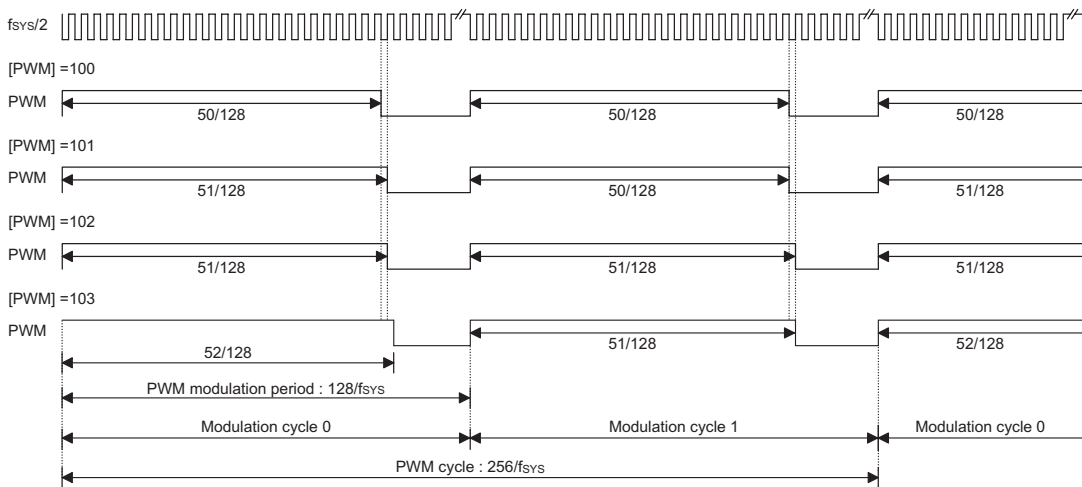 fSYS/2
[PWM] =100
PWM
50/128 50/128 50/128
[PWM] =101
PWM
51/128 50/128 51/128
[PWM] =102
PWM
51/128 51/128 51/128
[PWM] =103
PWM
52/128 51/128 52/128
PWM modulation period : 128/fSYS
Modulation cycle 0 Modulation cycle 1 Modulation cycle 0
PWM cycle : 256/fSYS